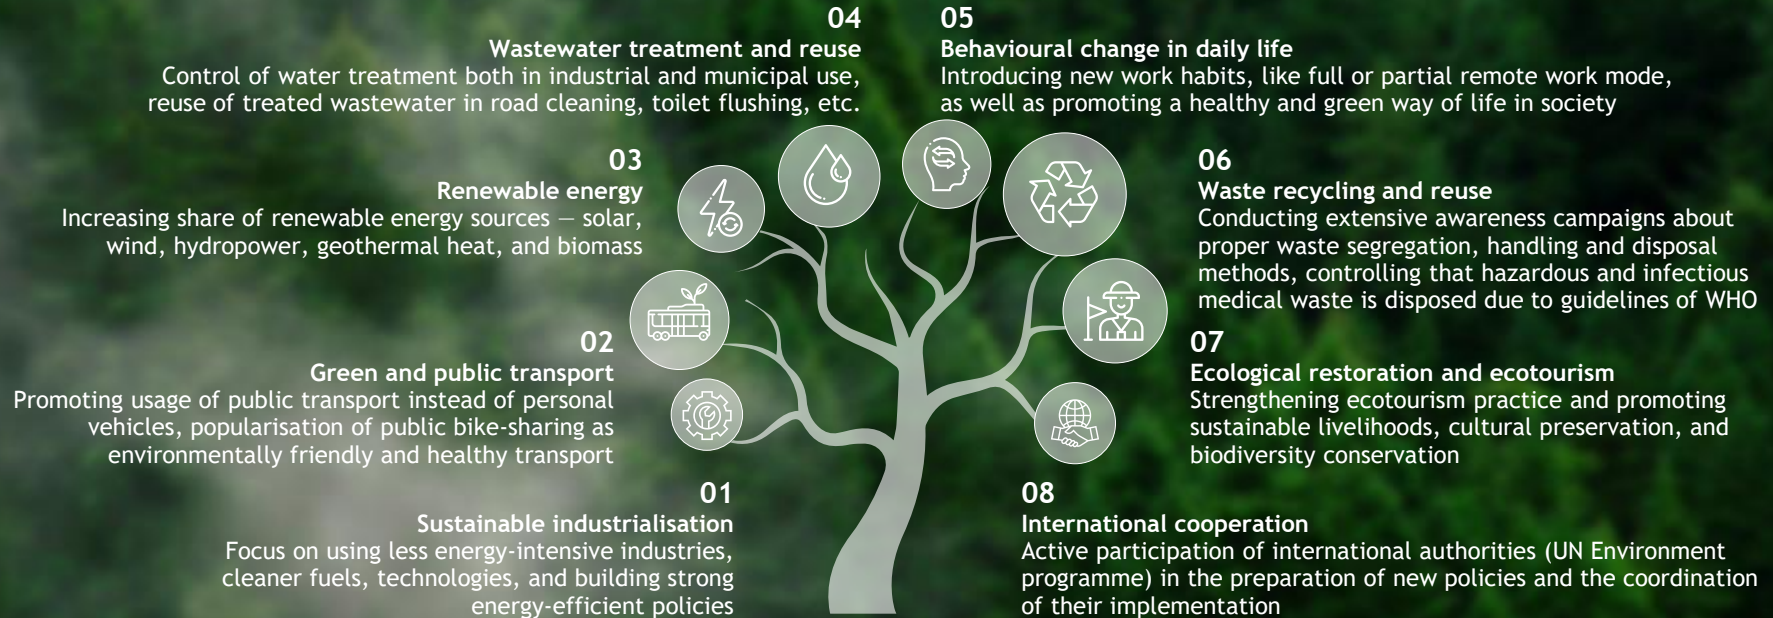 01
Sustainable industrialisation
Focus on using less energy-intensive industries,
cleaner fuels, technologies, and building strong
energy-efficient policies
02
Green and public transport
Promoting usage of public transport instead of personal
vehicles, popularisation of public bike-sharing as
environmentally friendly and healthy transport
03
Renewable energy
Increasing share of renewable energy sources — solar,
wind, hydropower, geothermal heat, and biomass
04
Wastewater treatment and reuse
Control of water treatment both in industrial and municipal use,
reuse of treated wastewater in road cleaning, toilet flushing, etc.
05
Behavioural change in daily life
Introducing new work habits, like full or partial remote work mode,
as well as promoting a healthy and green way of life in society
06
Waste recycling and reuse
Conducting extensive awareness campaigns about
proper waste segregation, handling and disposal
methods, controlling that hazardous and infectious
medical waste is disposed due to guidelines of WHO
07
Ecological restoration and ecotourism
Strengthening ecotourism practice and promoting
sustainable livelihoods, cultural preservation, and
biodiversity conservation
08
International cooperation
Active participation of international authorities (UN Environment
programme) in the preparation of new policies and the coordination
of their implementation